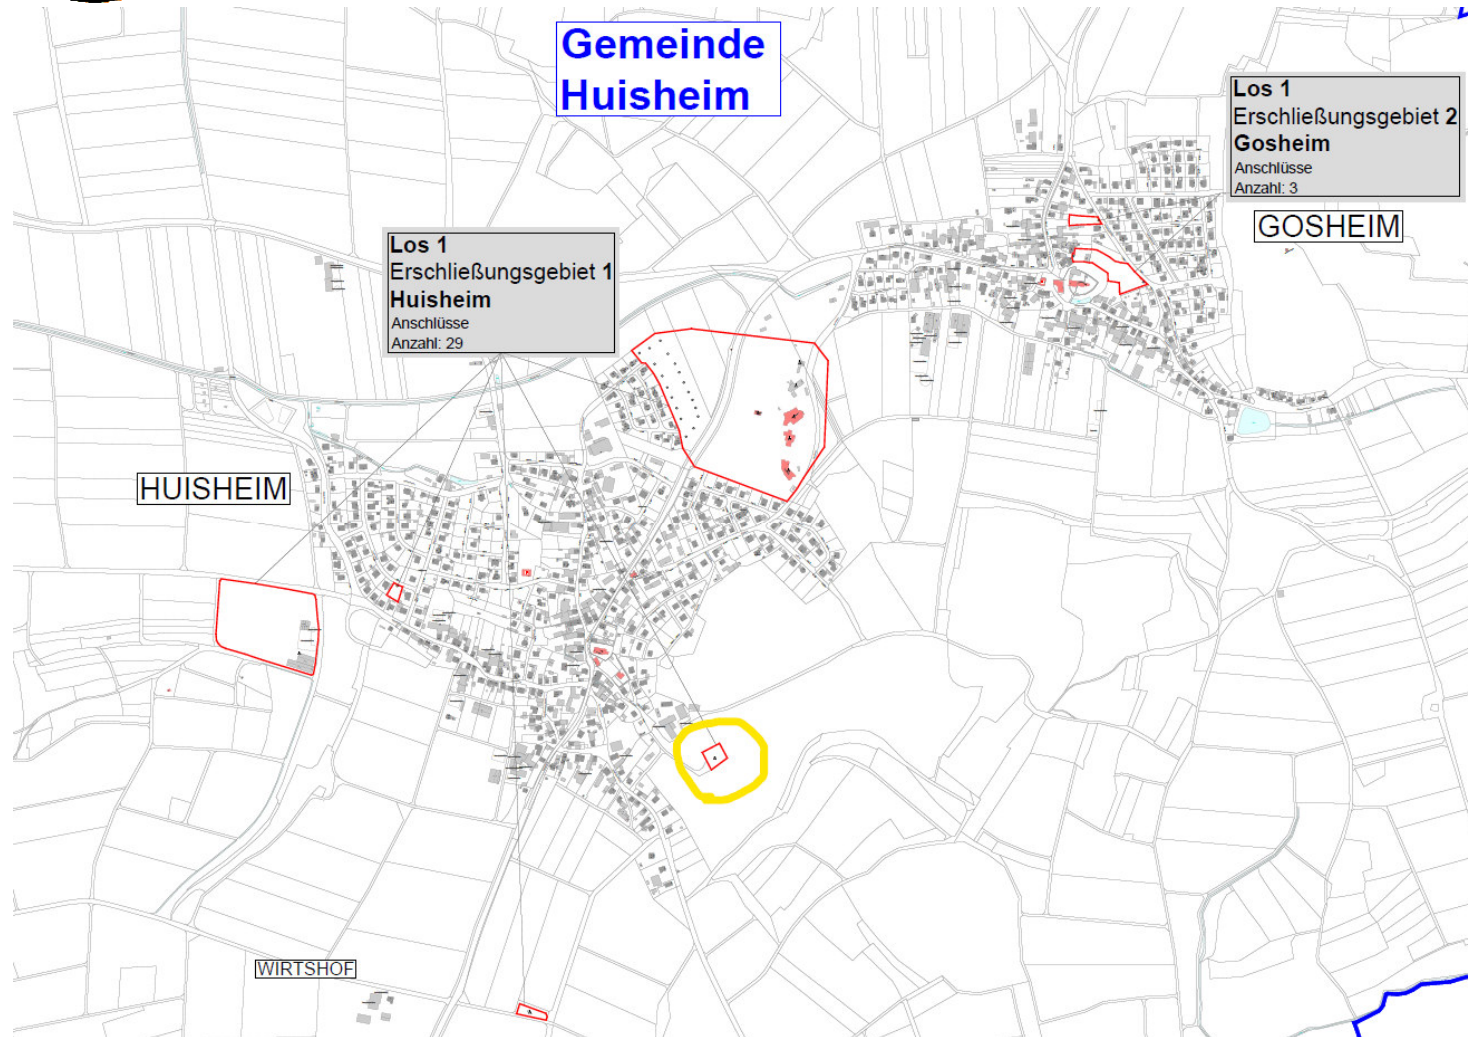 Gemeinde
Huisheim
Los 1
Erschließungsgebiet 2
Gosheim
Anschlüsse
Anzahl: 3
GOSHEIM
Los 1
Erschließungsgebiet 1
Huisheim
Anschlüsse
Anzahl: 29
HUISHEIM
WIRTSHOF